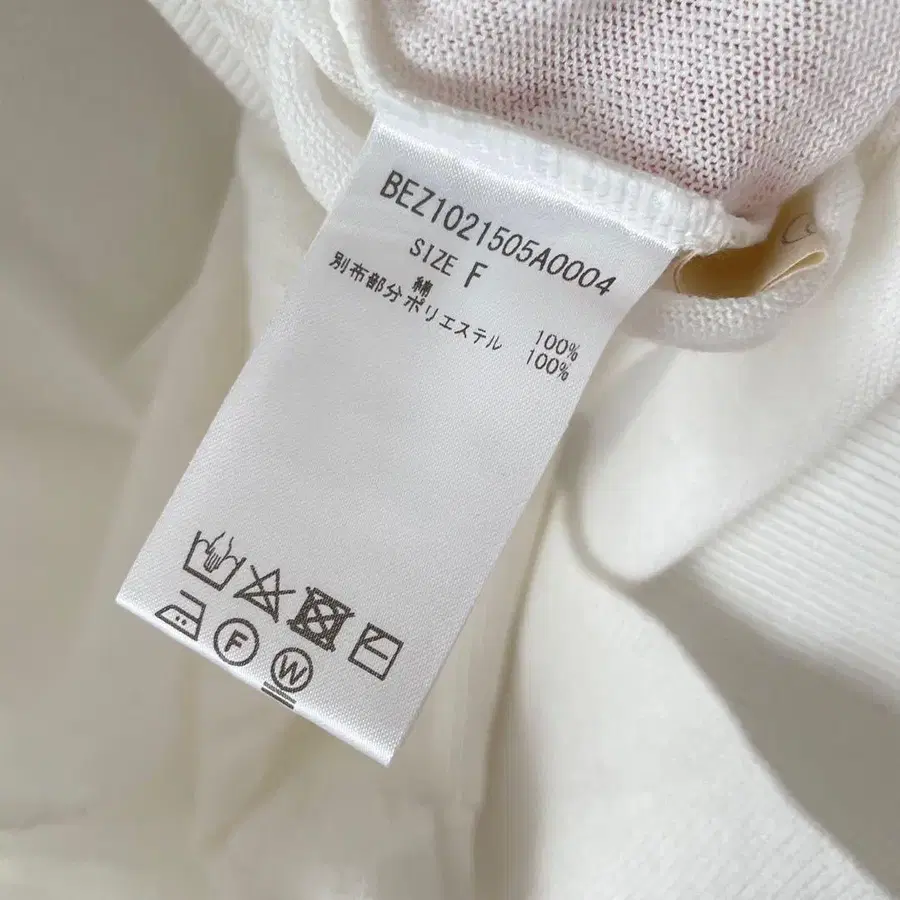 BEZ1021505A0004
SIZE F
綿 100%
別布部分 ポリエステル 100%
F
W